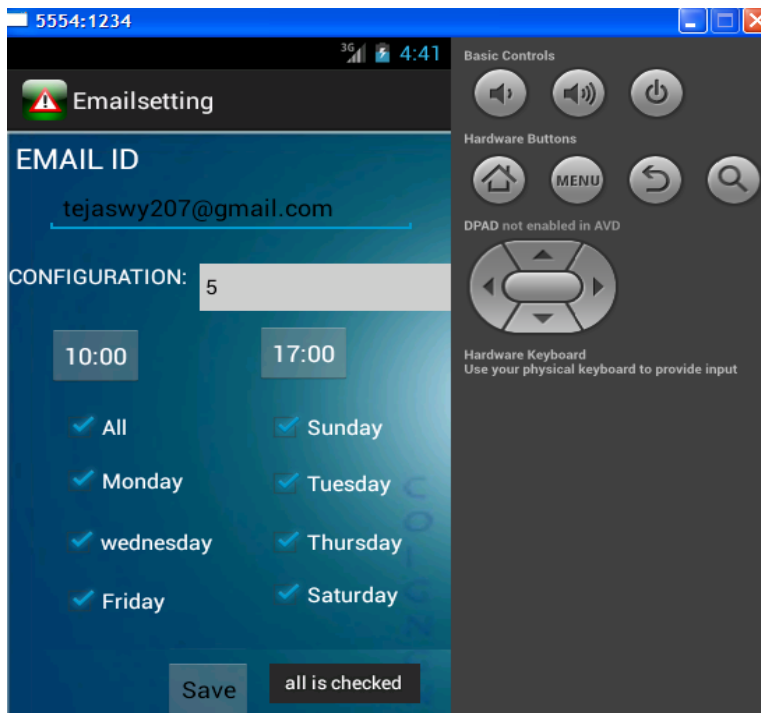 5554:1234
3G 4:41
Basic Controls
Emailsetting
Hardware Buttons
MENU
EMAIL ID
tejaswy207@gmail.com
DPAD not enabled in AVD
CONFIGURATION: 5
10:00 17:00
Hardware Keyboard
Use your physical keyboard to provide input
All Sunday
Monday Tuesday
wednesday Thursday
Friday Saturday
Save all is checked